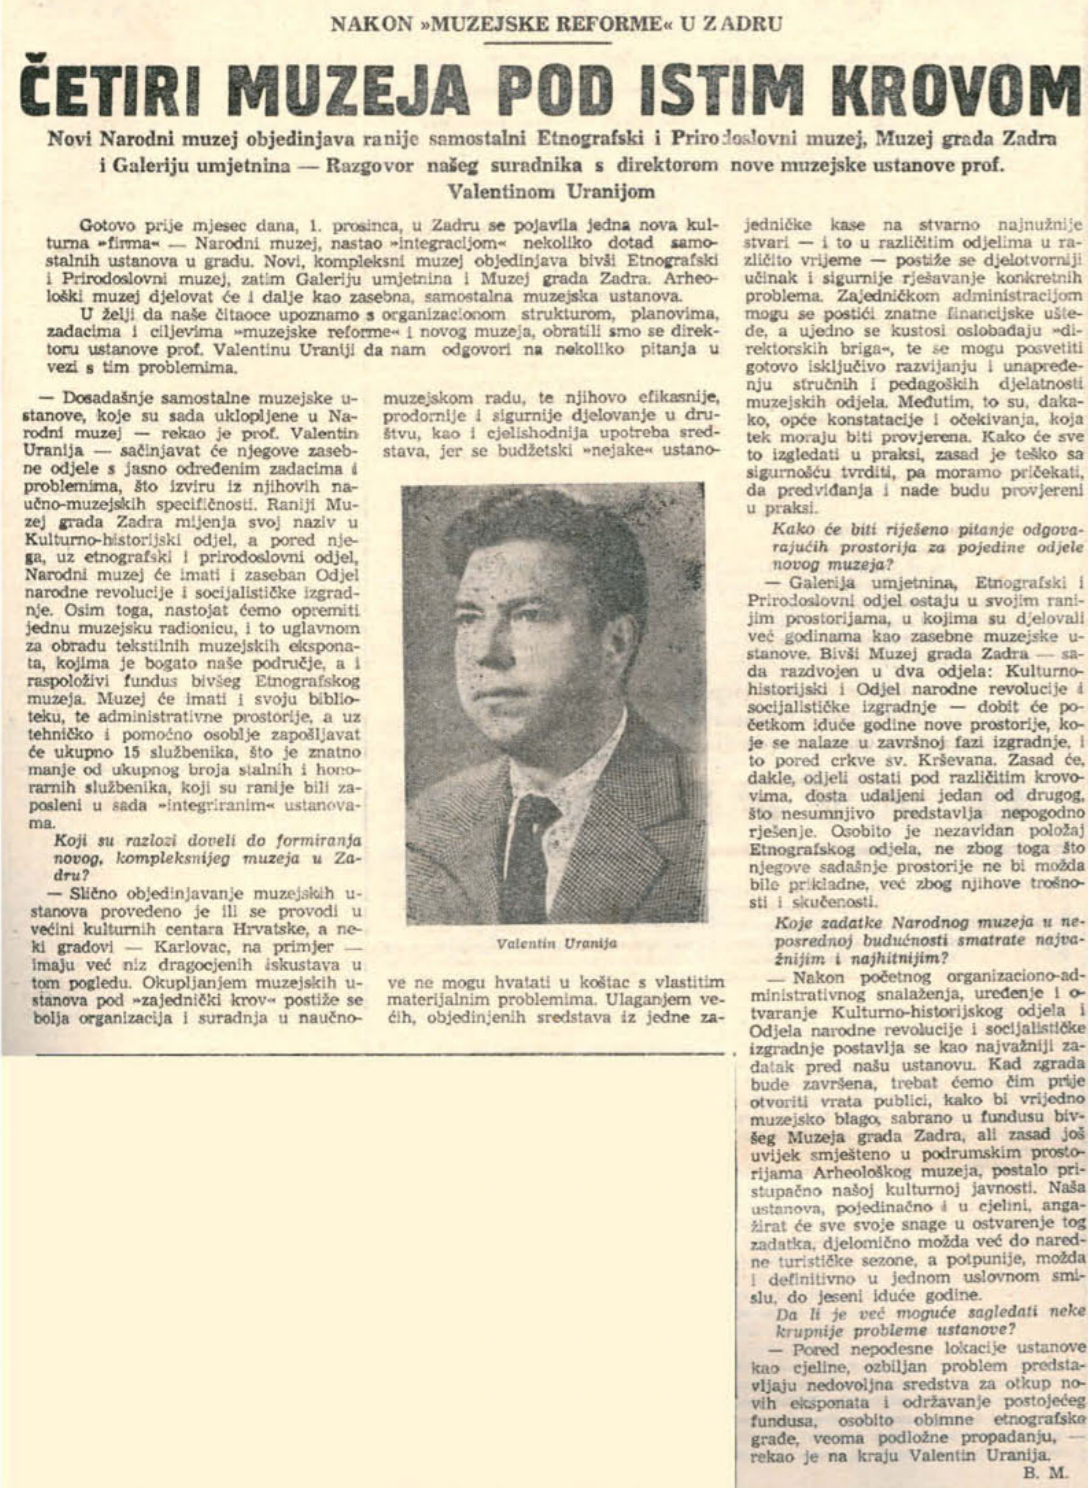 NAKON »MUZEJSKE REFORME« U ZADRU
ČETIRI MUZEJA POD ISTIM KROVOM
Novi Narodni muzej objedinjava ranije samostalni Etnografski i Prirodoslovni muzej, Muzej grada Zadra
i Galeriju umjetnina — Razgovor našeg suradnika s direktorom nove muzejske ustanove prof.
Valentinom Uranijom
Gotovo prije mjesec dana, 1. prosinca, u Zadru se pojavila jedna nova kul-
turna »firma« — Narodni muzej, nastao »integracijom« nekoliko dotad samo-
stalnih ustanova u gradu. Novi, kompleksni muzej objedinjava bivši Etnografski
i Prirodoslovni muzej, zatim Galeriju umjetnina i Muzej grada Zadra. Arheo-
loški muzej djelovat će i dalje kao zasebna, samostalna muzejska ustanova.
U želji da naše čitaoce upoznamo s organizacionom strukturom, planovima,
zadacima i ciljevima »muzejske reforme« i novog muzeja, obratili smo se direk-
toru ustanove prof. Valentinu Uraniji da nam odgovori na nekoliko pitanja u
vezi s tim problemima.
— Dosadašnje samostalne muzejske u-
stanove, koje su sada uklopljene u Na-
rodni muzej — rekao je prof. Valentin
Uranija — sačinjavat će njegove zaseb-
ne odjele s jasno određenim zadacima i
problemima, što izviru iz njihovih na-
učno-muzejskih specifičnosti. Raniji Mu-
zej grada Zadra mijenja svoj naziv u
Kulturno-historijski odjel, a pored nje-
ga, uz etnografski i prirodoslovni odjel,
Narodni muzej će imati i zaseban Odjel
narodne revolucije i socijalističke izgrad-
nje. Osim toga, nastojat ćemo opremiti
jednu muzejsku radionicu, i to uglavnom
za obradu tekstilnih muzejskih ekspona-
ta, kojima je bogato naše područje, a i
raspoloživi fundus bivšeg Etnografskog
muzeja. Muzej će imati i svoju biblio-
teku, te administrativne prostorije, a uz
tehničko i pomoćno osoblje zapošljavat
će ukupno 15 službenika, što je znatno
manje od ukupnog broja stalnih i hono-
rarnih službenika, koji su ranije bili za-
posleni u sada »integriranim« ustanova-
ma.
Koji su razlozi doveli do formiranja
novog, kompleksnijeg muzeja u Za-
dru?
— Slično objedinjavanje muzejskih u-
stanova provedeno je ili se provodi u
većini kulturnih centara Hrvatske, a ne-
ki gradovi — Karlovac, na primjer —
imaju već niz dragocjenih iskustava u
tom pogledu. Okupljanjem muzejskih u-
stanova pod »zajednički krov« postiže se
bolja organizacija i suradnja u naučno-
muzejskom radu, te njihovo efikasnije,
prodornije i sigurnije djelovanje u dru-
štvu, kao i cjelishodnija upotreba sred-
stava, jer se budžetski »nejake« ustano-
Valentin Uranija
ve ne mogu hvatati u koštac s vlastitim
materijalnim problemima. Ulaganjem ve-
ćih, objedinjenih sredstava iz jedne za-
jedničke kase na stvarno najnužnije
stvari — i to u različitim odjelima u ra-
zličito vrijeme — postiže se djelotvorniji
učinak i sigurnije rješavanje konkretnih
problema. Zajedničkom administracijom
mogu se postići znatne financijske ušte-
de, a ujedno se kustosi oslobađaju »di-
rektorskih briga«, te se mogu posvetiti
gotovo isključivo razvijanju i unapređe-
nju stručnih i pedagoških djelatnosti
muzejskih odjela. Međutim, to su, daka-
ko, opće konstatacije i očekivanja, koja
tek moraju biti provjerena. Kako će sve
to izgledati u praksi, zasad je teško sa
sigurnošću tvrditi, pa moramo pričekati,
da predviđanja i nade budu provjereni
u praksi.
Kako će biti riješeno pitanje odgova-
rajućih prostorija za pojedine odjele
novog muzeja?
— Galerija umjetnina, Etnografski i
Prirodoslovni odjel ostaju u svojim rani-
jim prostorijama, u kojima su djelovali
već godinama kao zasebne muzejske u-
stanove. Bivši Muzej grada Zadra — sa-
da razdvojen u dva odjela: Kulturno-
historijski i Odjel narodne revolucije i
socijalističke izgradnje — dobit će po-
četkom iduće godine nove prostorije, ko-
je se nalaze u završnoj fazi izgradnje, i
to pored crkve sv. Krševana. Zasad će,
dakle, odjeli ostati pod različitim krovo-
vima, dosta udaljeni jedan od drugog,
što nesumnjivo predstavlja nepogodno
rješenje. Osobito je nezavidan položaj
Etnografskog odjela, ne zbog toga što
njegove sadašnje prostorije ne bi možda
bile prikladne, već zbog njihove trošno-
sti i skučenosti.
Koje zadatke Narodnog muzeja u ne-
posrednoj budućnosti smatrate najva-
žnijim i najhitnijim?
— Nakon početnog organizaciono-ad-
ministrativnog snalaženja, uređenje i o-
tvaranje Kulturno-historijskog odjela i
Odjela narodne revolucije i socijalističke
izgradnje postavlja se kao najvažniji za-
datak pred našu ustanovu. Kad zgrada
bude završena, trebat ćemo čim prije
otvoriti vrata publici, kako bi vrijedno
muzejsko blago, sabrano u fundusu biv-
šeg Muzeja grada Zadra, ali zasad još
uvijek smješteno u podrumskim prosto-
rijama Arheološkog muzeja, postalo pri-
stupačno našoj kulturnoj javnosti. Naša
ustanova, pojedinačno i u cjelini, anga-
žirat će sve svoje snage u ostvarenje tog
zadatka, djelomično možda već do nared-
ne turističke sezone, a potpunije, možda
i definitivno u jednom uslovnom smi-
slu, do jeseni iduće godine.
Da li je već moguće sagledati neke
krupnije probleme ustanove?
— Pored nepodesne lokacije ustanove
kao cjeline, ozbiljan problem predsta-
vljaju nedovoljna sredstva za otkup no-
vih eksponata i održavanje postojećeg
fundusa, osobito obimne etnografske
građe, veoma podložne propadanju, —
rekao je na kraju Valentin Uranija.
B. M.